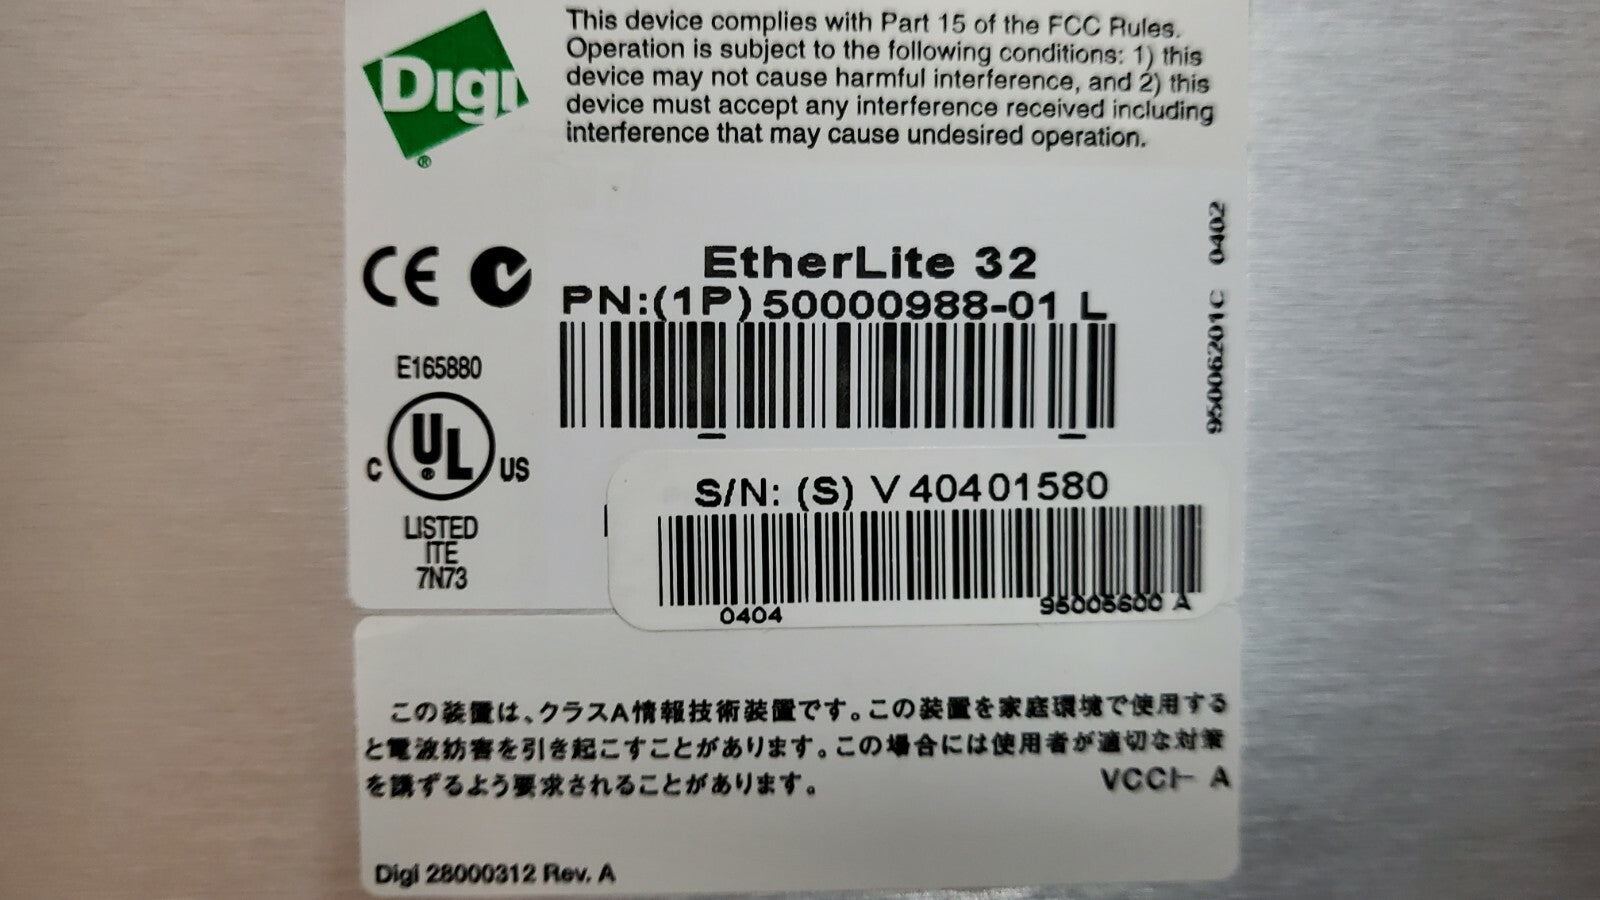 Digi
®
This device complies with Part 15 of the FCC Rules.
Operation is subject to the following conditions: 1) this
device may not cause harmful interference, and 2) this
device must accept any interference received including
interference that may cause undesired operation.
CE
EtherLite 32
PN:(1P)50000988-01 L
95006201C 0402
E165880
C UL® US
LISTED
ITE
7N73
S/N: (S) V40401580
0404 95005600 A
この装置は、クラスA情報技術装置です。この装置を家庭環境で使用する
と電波妨害を引き起こすことがあります。この場合には使用者が適切な対策
を講ずるよう要求されることがあります。
VCCI- A
Digi 28000312 Rev. A